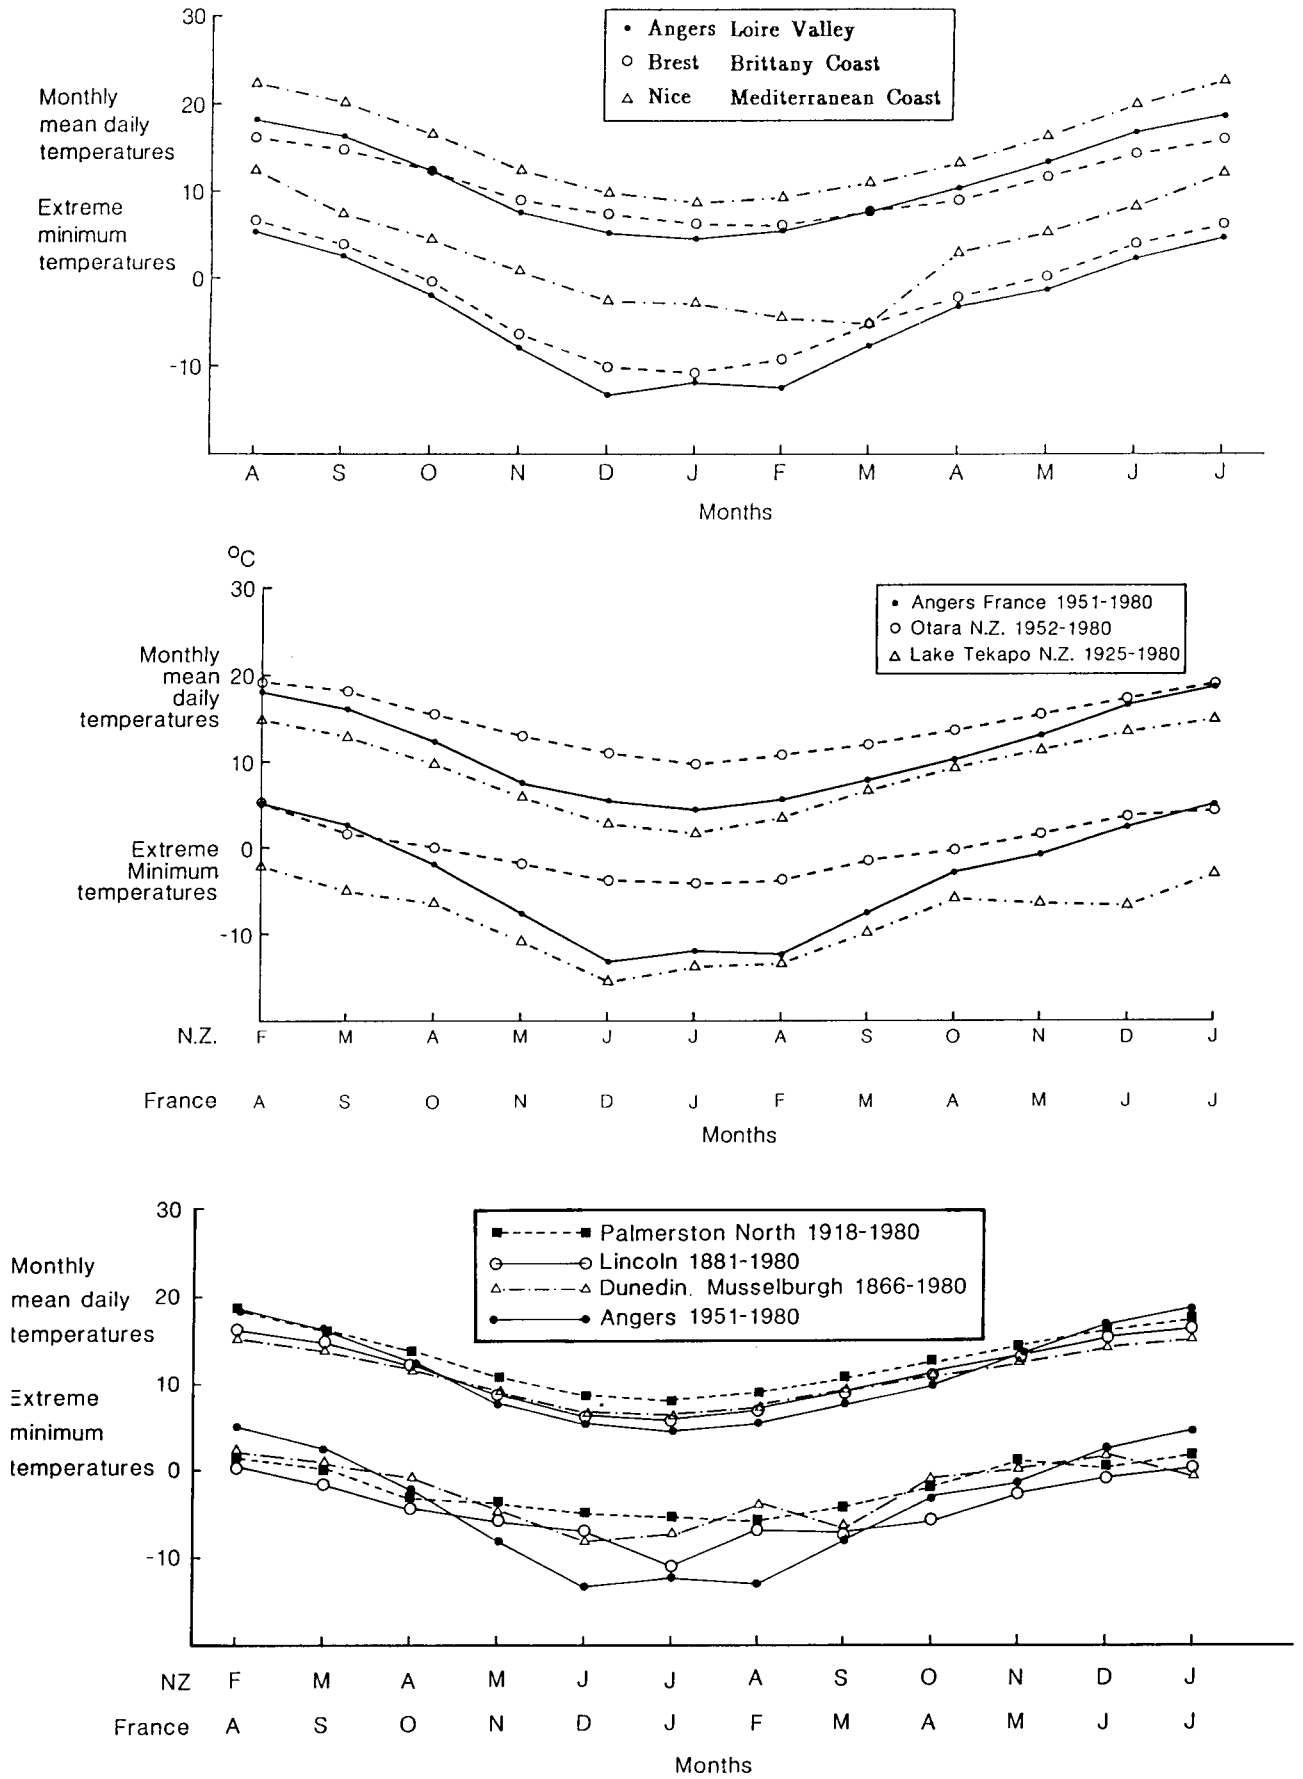 30
Angers Loire Valley
Brest Brittany Coast
Nice Mediterranean Coast
Monthly
mean daily
temperatures
20
10
Extreme
minimum
temperatures
0
-10
A S O N D J F M A M J J
Months
°C
30
Angers France 1951-1980
Otara N.Z. 1952-1980
Lake Tekapo N.Z. 1925-1980
Monthly
mean
daily
temperatures
20
10
Extreme
Minimum
temperatures
0
-10
N.Z. F M A M J J A S O N D J
France A S O N D J F M A M J J
Months
30
Palmerston North 1918-1980
Lincoln 1881-1980
Dunedin. Musselburgh 1866-1980
Angers 1951-1980
Monthly
mean daily
temperatures
20
10
Extreme
minimum
temperatures
0
-10
NZ F M A M J J A S O N D J
France A S O N D J F M A M J J
Months